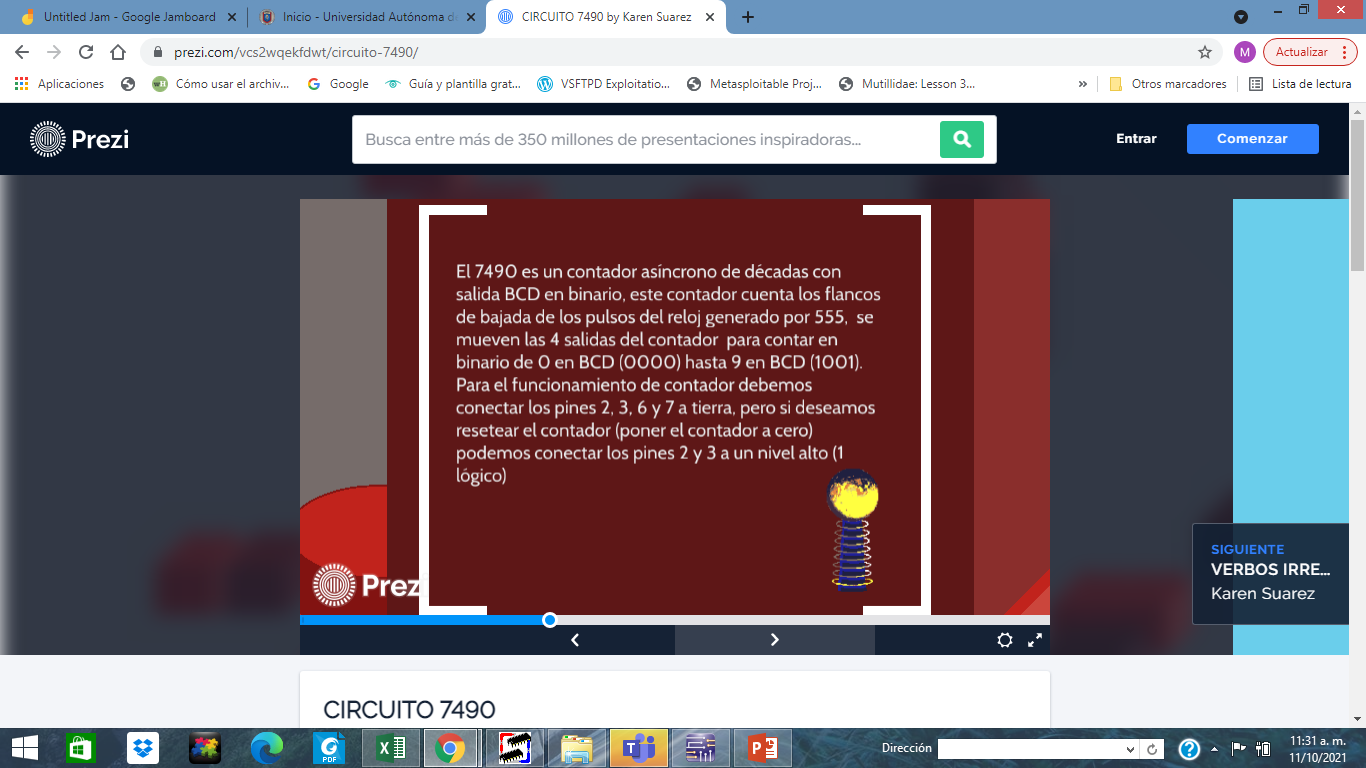 Untitled Jam - Google Jamboard
Inicio - Universidad Autónoma de
CIRCUITO 7490 by Karen Suarez
prezi.com/vcs2wqekfdwt/circuito-7490/
M
Actualizar
Aplicaciones
Cómo usar el archiv...
Google
Guía y plantilla grat...
VSFTPD Exploitatio...
Metasploitable Proj...
Mutillidae: Lesson 3...
»
Otros marcadores
Lista de lectura
Prezi
Busca entre más de 350 millones de presentaciones inspiradoras...
Entrar
Comenzar
El 7490 es un contador asíncrono de décadas con
salida BCD en binario, este contador cuenta los flancos
de bajada de los pulsos del reloj generado por 555, se
mueven las 4 salidas del contador para contar en
binario de 0 en BCD (0000) hasta 9 en BCD (1001).
Para el funcionamiento de contador debemos
conectar los pines 2, 3, 6 y 7 a tierra, pero si deseamos
resetear el contador (poner el contador a cero)
podemos conectar los pines 2 y 3 a un nivel alto (1
lógico)
Prezi
SIGUIENTE
VERBOS IRRE...
Karen Suarez
CIRCUITO 7490
Dirección
11:31 a. m.
11/10/2021